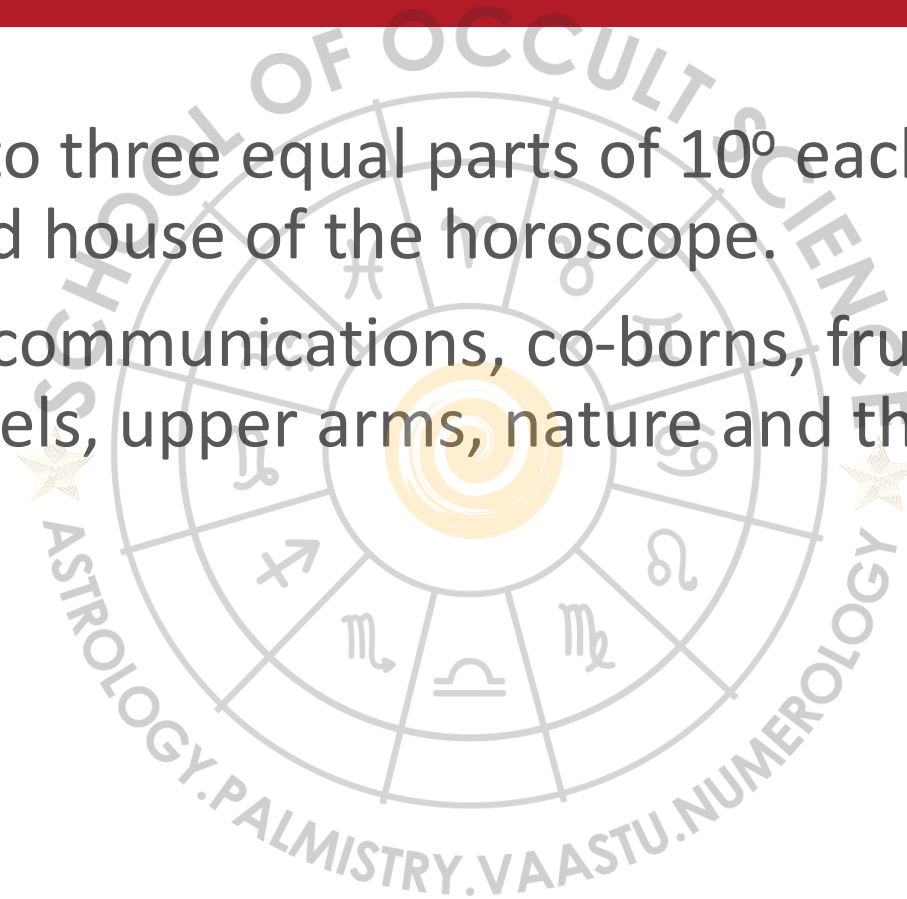 SCHOOL OF OCCULT SCIENCE
to three equal parts of 10º each
d house of the horoscope.
communications, co-borns, fru
els, upper arms, nature and th
ASTROLOGY.PALMISTRY.VAASTU.NUMEROLOGY